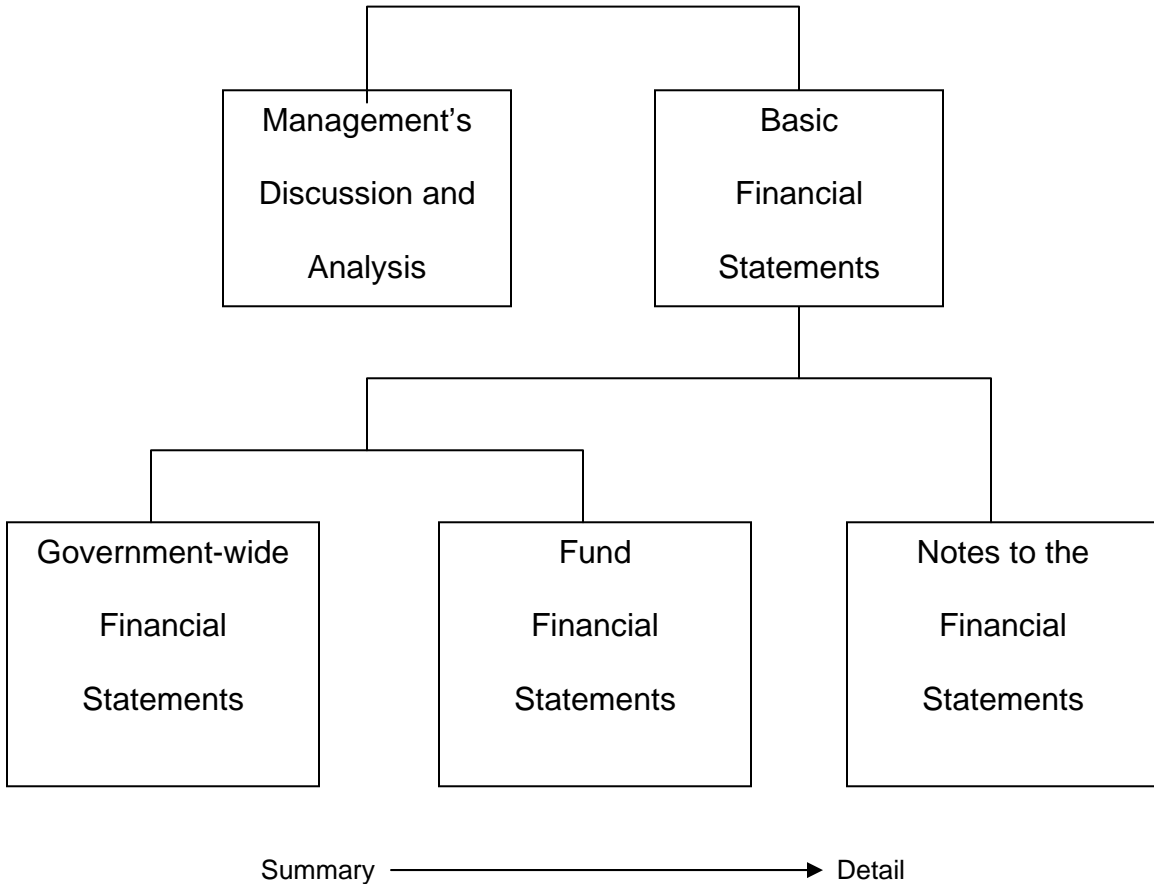 Management’s
Discussion and
Analysis
Basic
Financial
Statements
Government-wide
Financial
Statements
Fund
Financial
Statements
Notes to the
Financial
Statements
Summary
Detail